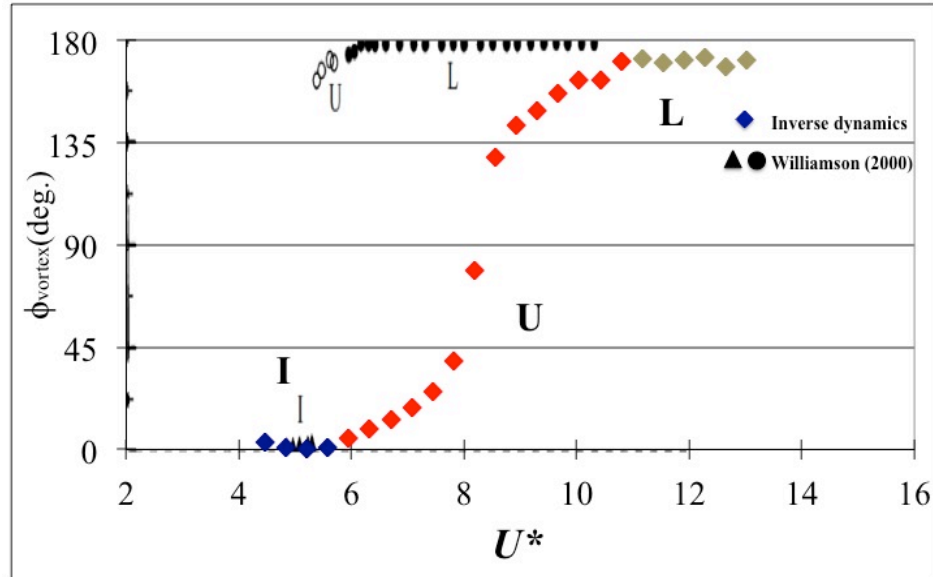 180
135
90
45
0
ϕvortex(deg.)
U
L
L
Inverse dynamics
Williamson (2000)
U
I
I
2 4 6 8 10 12 14 16
U*